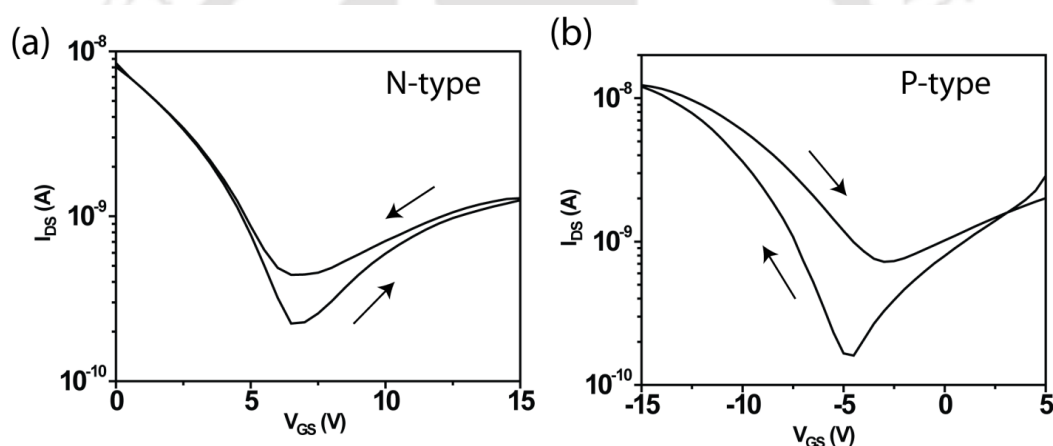 (a)
N-type
10⁻⁸
10⁻⁹
10⁻¹⁰
I_DS (A)
0 5 10 15
V_GS (V)
(b)
P-type
10⁻⁸
10⁻⁹
10⁻¹⁰
I_DS (A)
-15 -10 -5 0 5
V_GS (V)